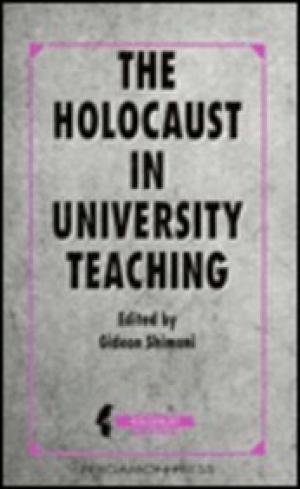 THE
HOLOCAUST
IN
UNIVERSITY
TEACHING
Edited by
Gideon Shimoni
PERGAMON PRESS